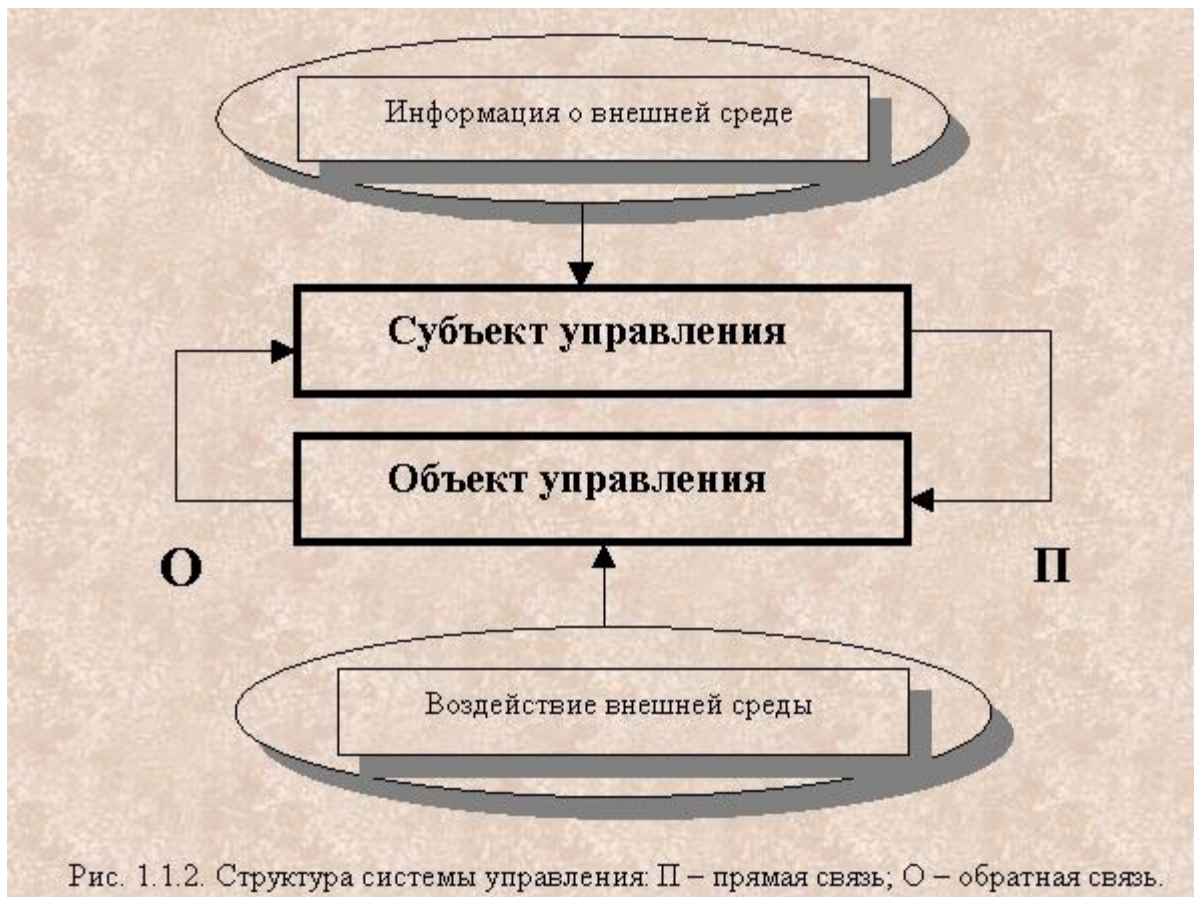 Информация о внешней среде
Субъект управления
Объект управления
О
П
Воздействие внешней среды
Рис. 1.1.2. Структура системы управления: П – прямая связь; О – обратная связь.